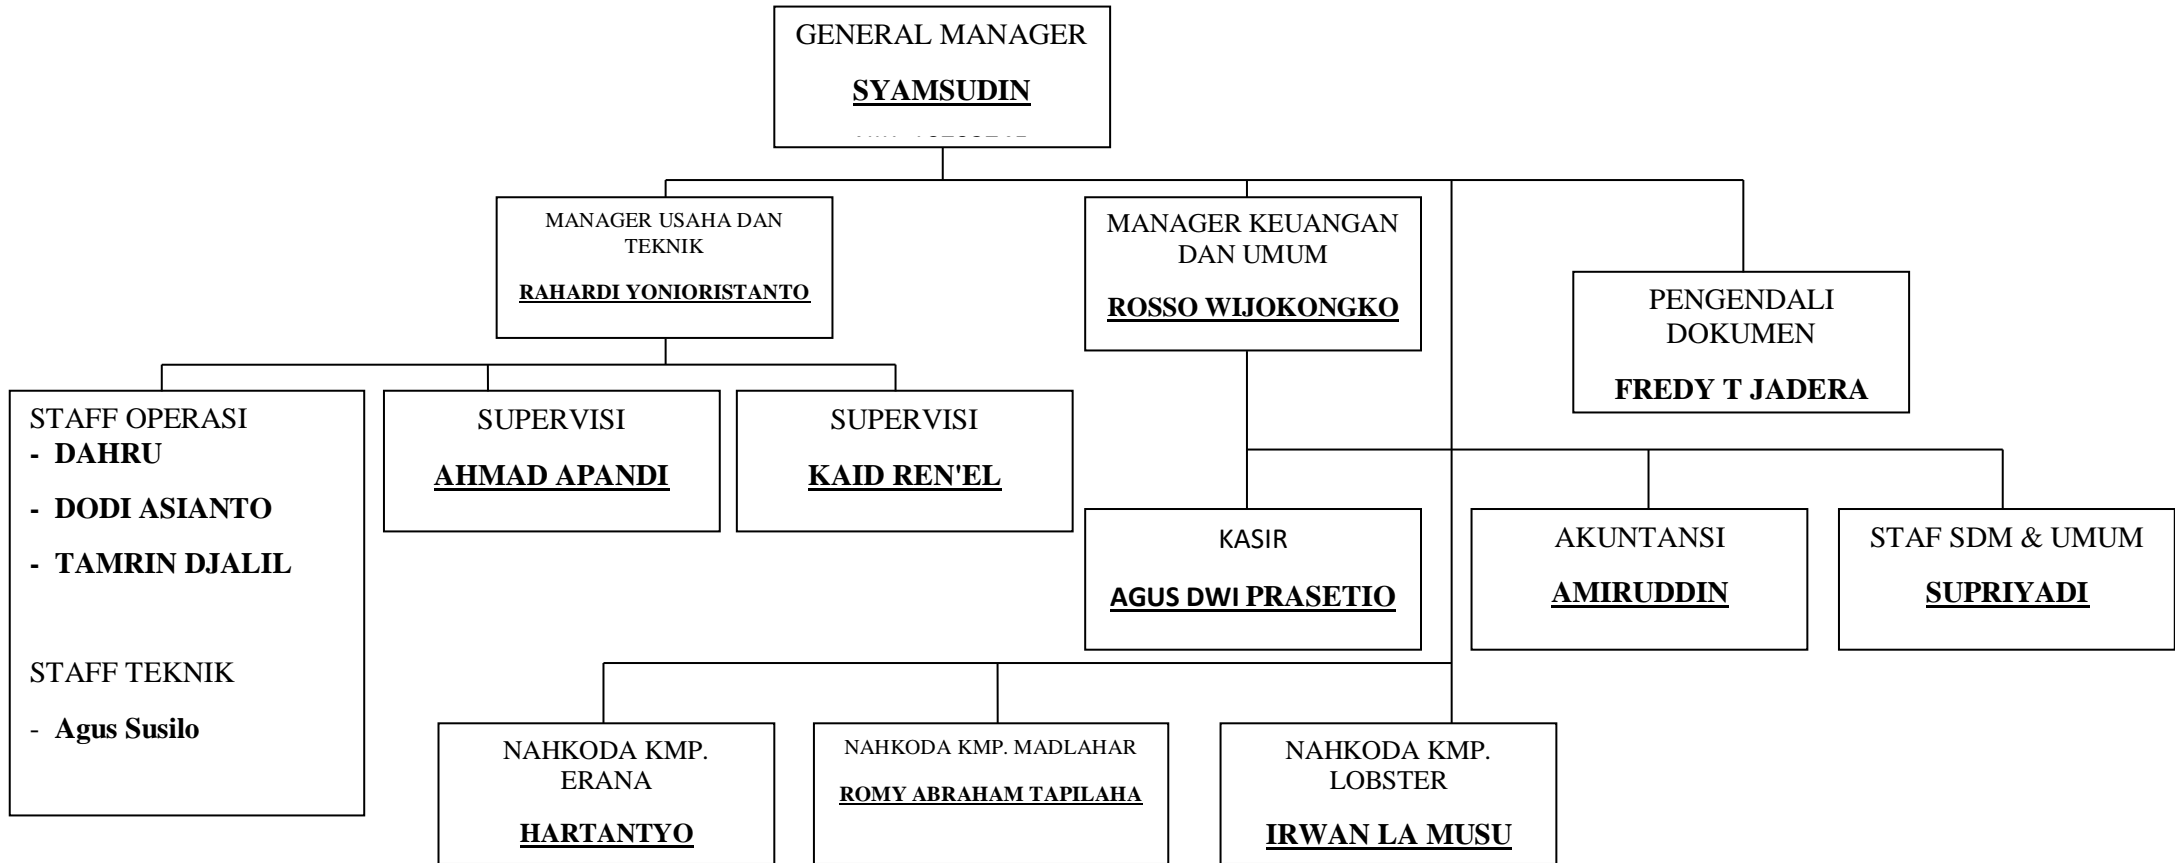 GENERAL MANAGER
SYAMSUDIN
MANAGER USAHA DAN
TEKNIK
RAHARDI YONIORISTANTO
MANAGER KEUANGAN
DAN UMUM
ROSSO WIJOKONGKO
PENGENDALI
DOKUMEN
FREDY T JADERA
STAFF OPERASI
- DAHRU
- DODI ASIANTO
- TAMRIN DJALIL
STAFF TEKNIK
- Agus Susilo
SUPERVISI
AHMAD APANDI
SUPERVISI
KAID REN'EL
KASIR
AGUS DWI PRASETIO
AKUNTANSI
AMIRUDDIN
STAF SDM & UMUM
SUPRIYADI
NAHKODA KMP.
ERANA
HARTANTYO
NAHKODA KMP. MADLAHAR
ROMY ABRAHAM TAPILAHA
NAHKODA KMP.
LOBSTER
IRWAN LA MUSU